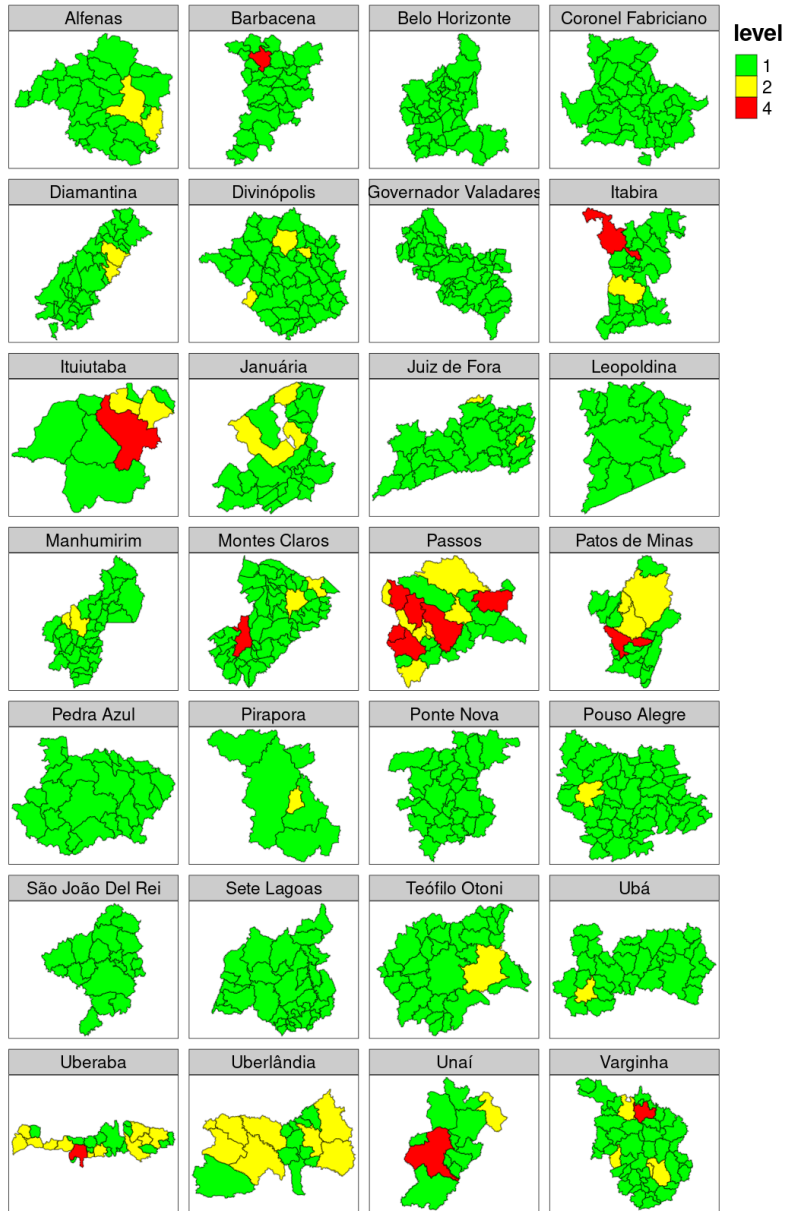 Alfenas
Barbacena
Belo Horizonte
Coronel Fabriciano
level
1
2
4
Diamantina
Divinópolis
Governador Valadares
Itabira
Ituiutaba
Januária
Juiz de Fora
Leopoldina
Manhumirim
Montes Claros
Passos
Patos de Minas
Pedra Azul
Pirapora
Ponte Nova
Pouso Alegre
São João Del Rei
Sete Lagoas
Teófilo Otoni
Ubá
Uberaba
Uberlândia
Unaí
Varginha